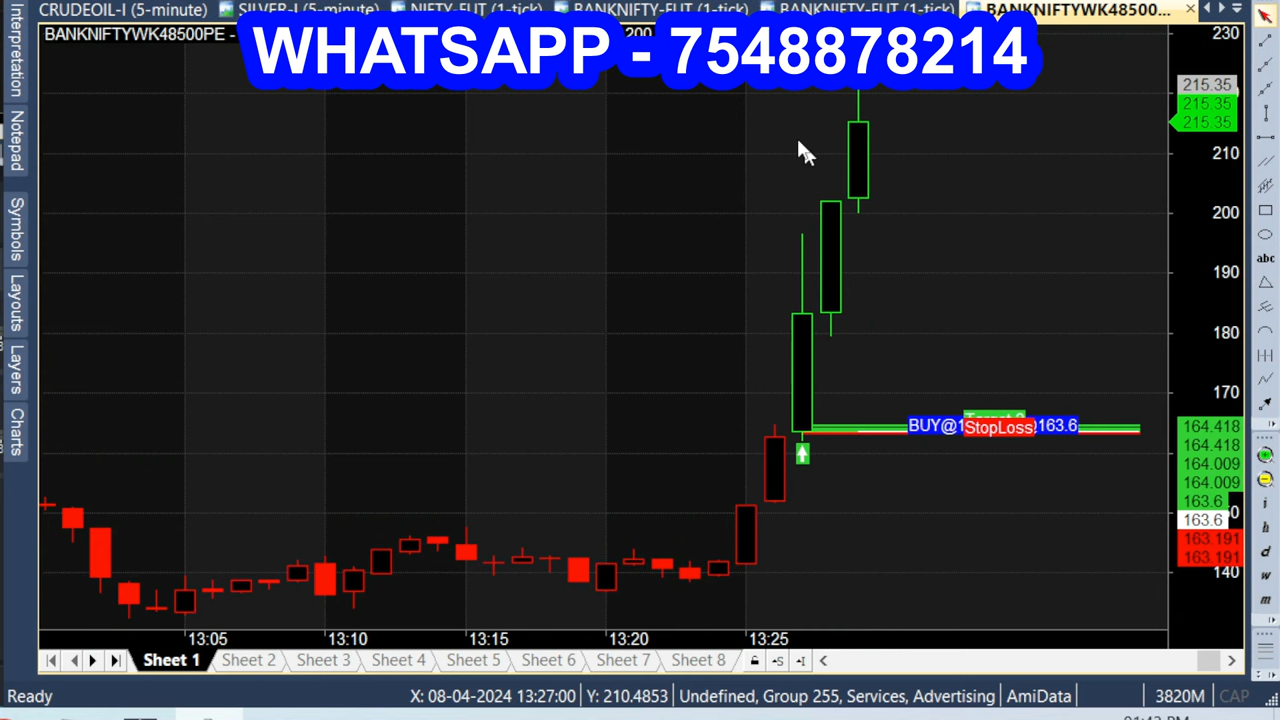 CRUDEOIL-I (5-minute)
SILVER-I (5-minute)
NIFTY-FUT (1-tick)
BANKNIFTY-FUT (1-tick)
BANKNIFTY-FUT (1-tick)
BANKNIFTYWK48500...
BANKNIFTYWK48500PE -
WHATSAPP - 7548878214
Interpretation
Notepad
Symbols
Layouts
Layers
Charts
230
215.35
215.35
215.35
210
200
190
180
170
164.418
164.418
164.009
164.009
163.6
163.6
163.191
163.191
140
BUY@
StopLoss
163.6
abc
i
h
d
w
m
13:05
13:10
13:15
13:20
13:25
Sheet 1
Sheet 2
Sheet 3
Sheet 4
Sheet 5
Sheet 6
Sheet 7
Sheet 8
Ready
X: 08-04-2024 13:27:00
Y: 210.4853
Undefined, Group 255, Services, Advertising
AmiData
3820M
CAP